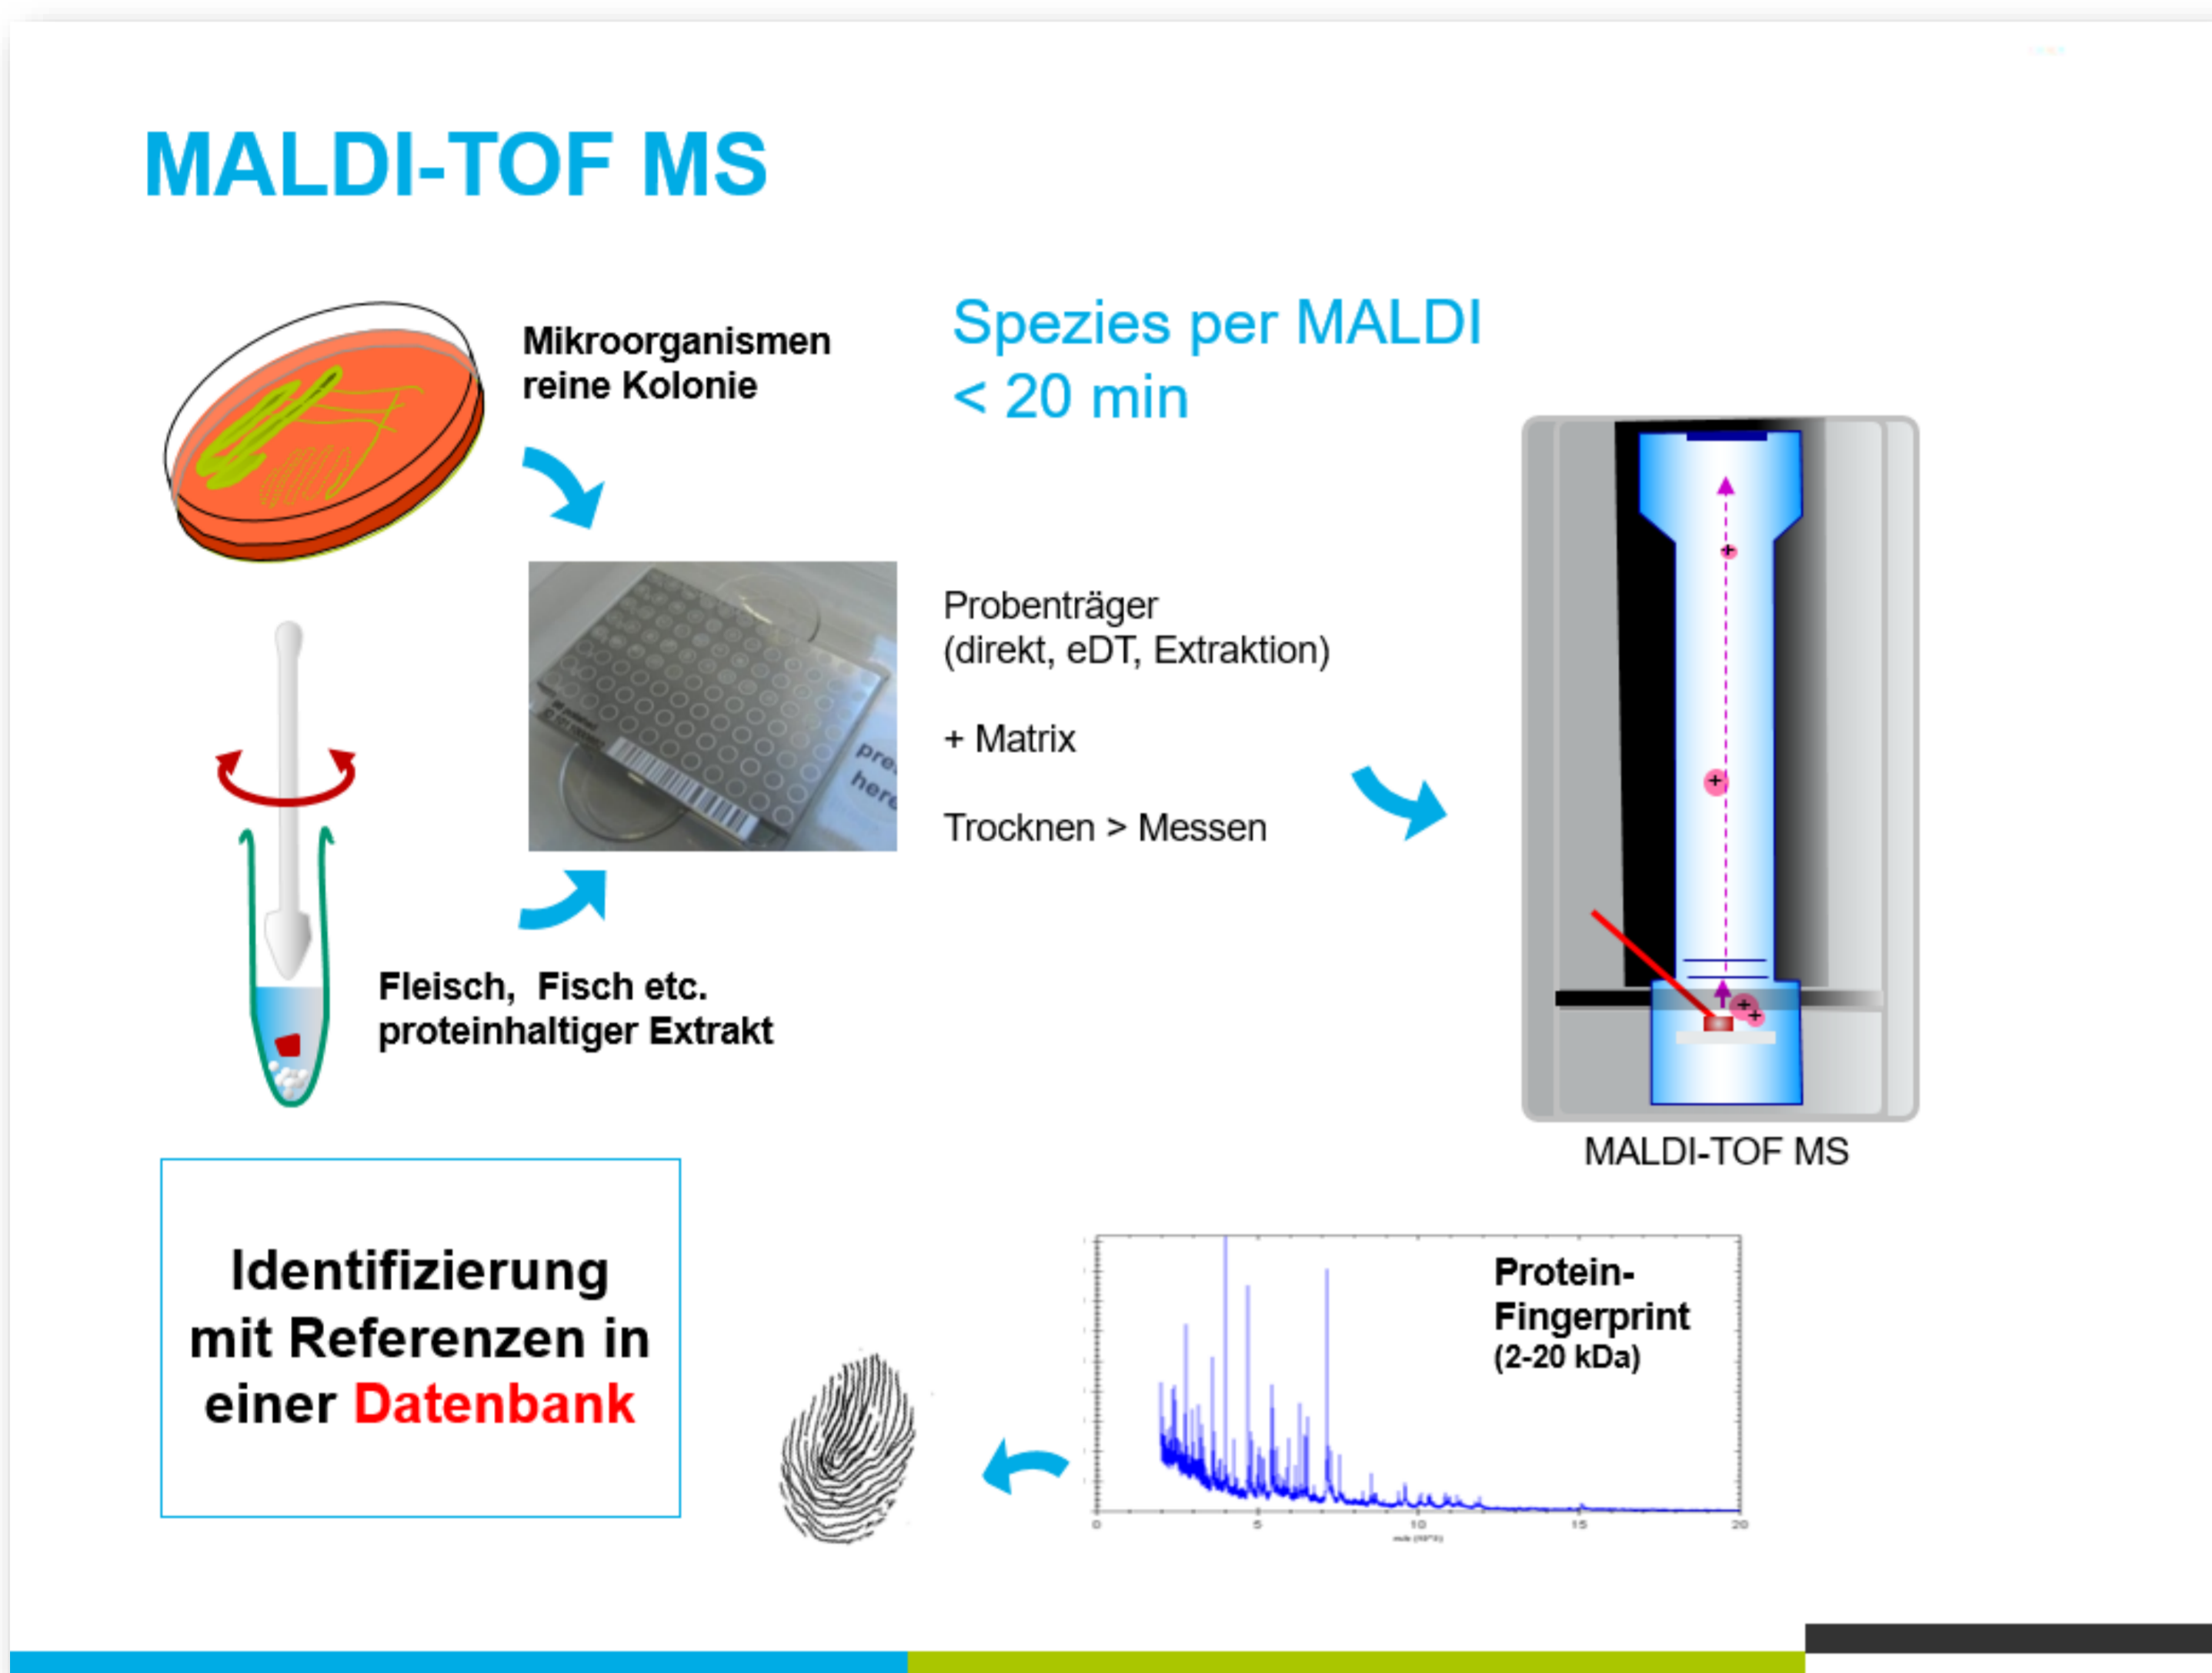 MALDI-TOF MS
Mikroorganismen
reine Kolonie
Spezies per MALDI
< 20 min
Probenträger
(direkt, eDT, Extraktion)
+ Matrix
Trocknen > Messen
here
Fleisch, Fisch etc.
proteinhaltiger Extrakt
+
+
+
+
MALDI-TOF MS
Identifizierung
mit Referenzen in
einer Datenbank
Protein-
Fingerprint
(2-20 kDa)
0 5 10 15 20